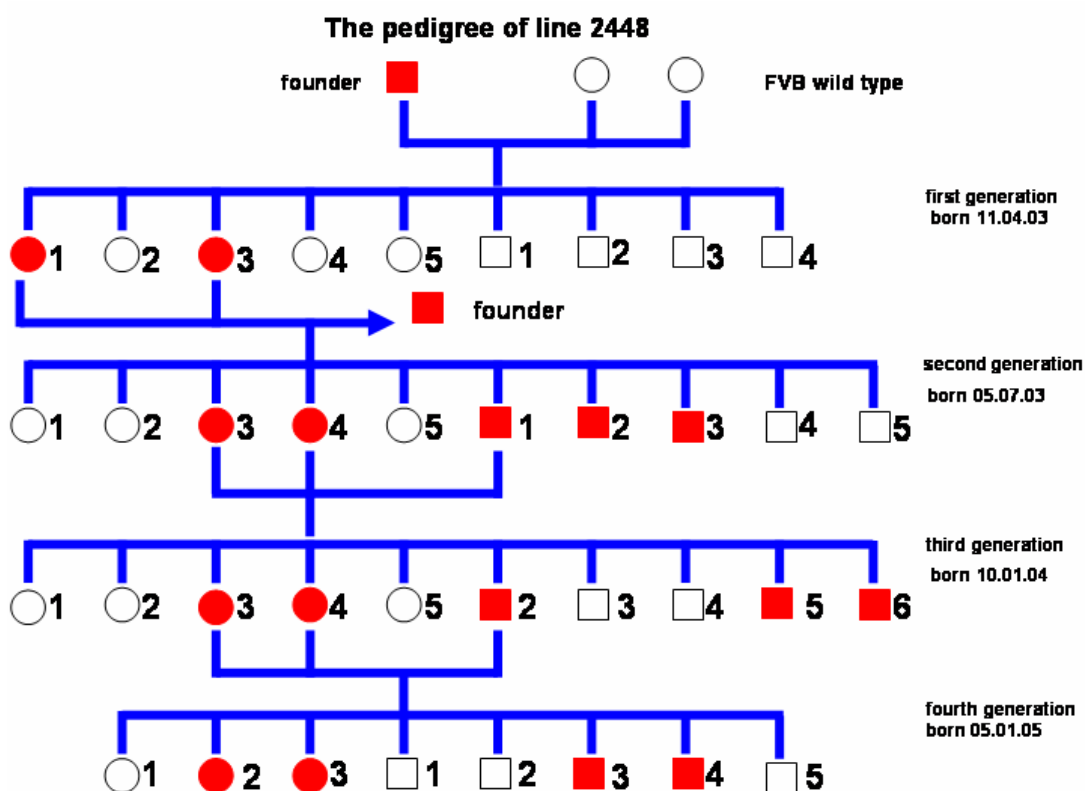 The pedigree of line 2448
founder
FVB wild type
first generation
born 11.04.03
1 2 3 4 5 1 2 3 4
founder
second generation
born 05.07.03
1 2 3 4 5 1 2 3 4 5
third generation
born 10.01.04
1 2 3 4 5 2 3 4 5 6
fourth generation
born 05.01.05
1 2 3 1 2 3 4 5